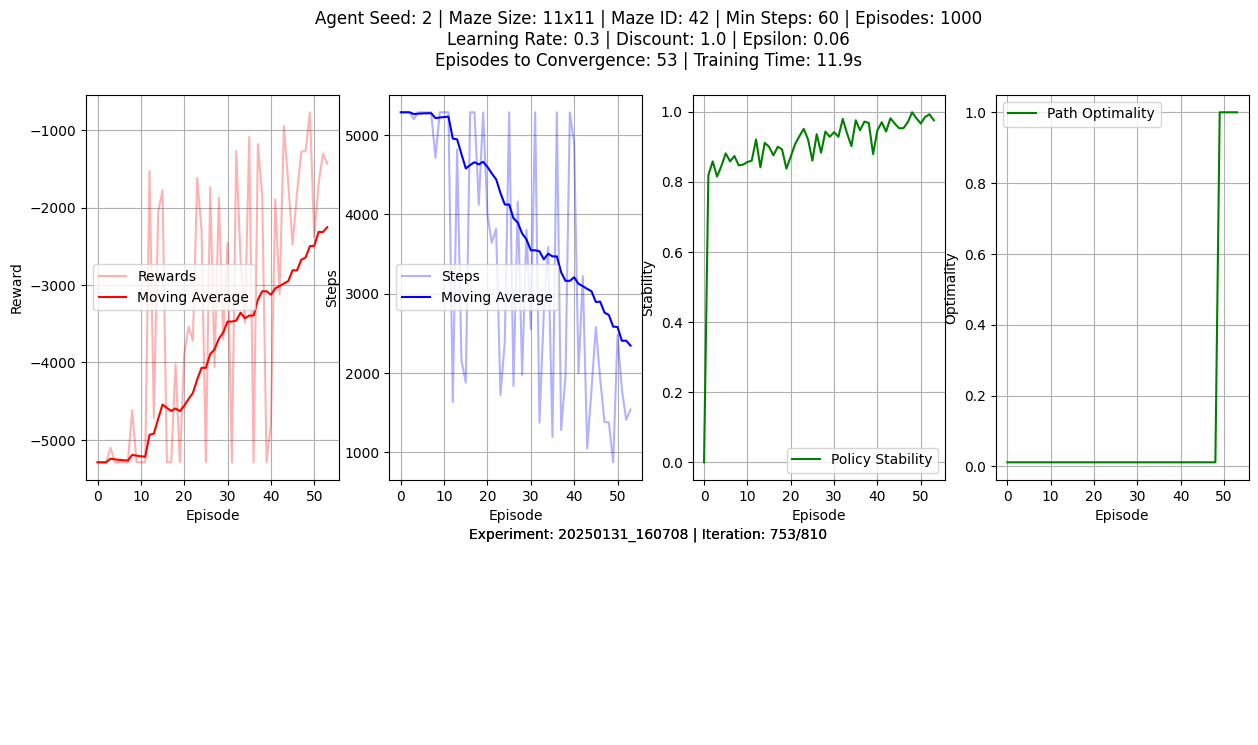 Agent Seed: 2 | Maze Size: 11x11 | Maze ID: 42 | Min Steps: 60 | Episodes: 1000
Learning Rate: 0.3 | Discount: 1.0 | Epsilon: 0.06
Episodes to Convergence: 53 | Training Time: 11.9s
Reward
−1000
−2000
−3000
−4000
−5000
Rewards
Moving Average
0 10 20 30 40 50
Episode
Steps
5000
4000
3000
2000
1000
Steps
Moving Average
0 10 20 30 40 50
Episode
Stability
1.0
0.8
0.6
0.4
0.2
0.0
Policy Stability
0 10 20 30 40 50
Episode
Optimality
1.0
0.8
0.6
0.4
0.2
0.0
Path Optimality
0 10 20 30 40 50
Episode
Experiment: 20250131_160708 | Iteration: 753/810